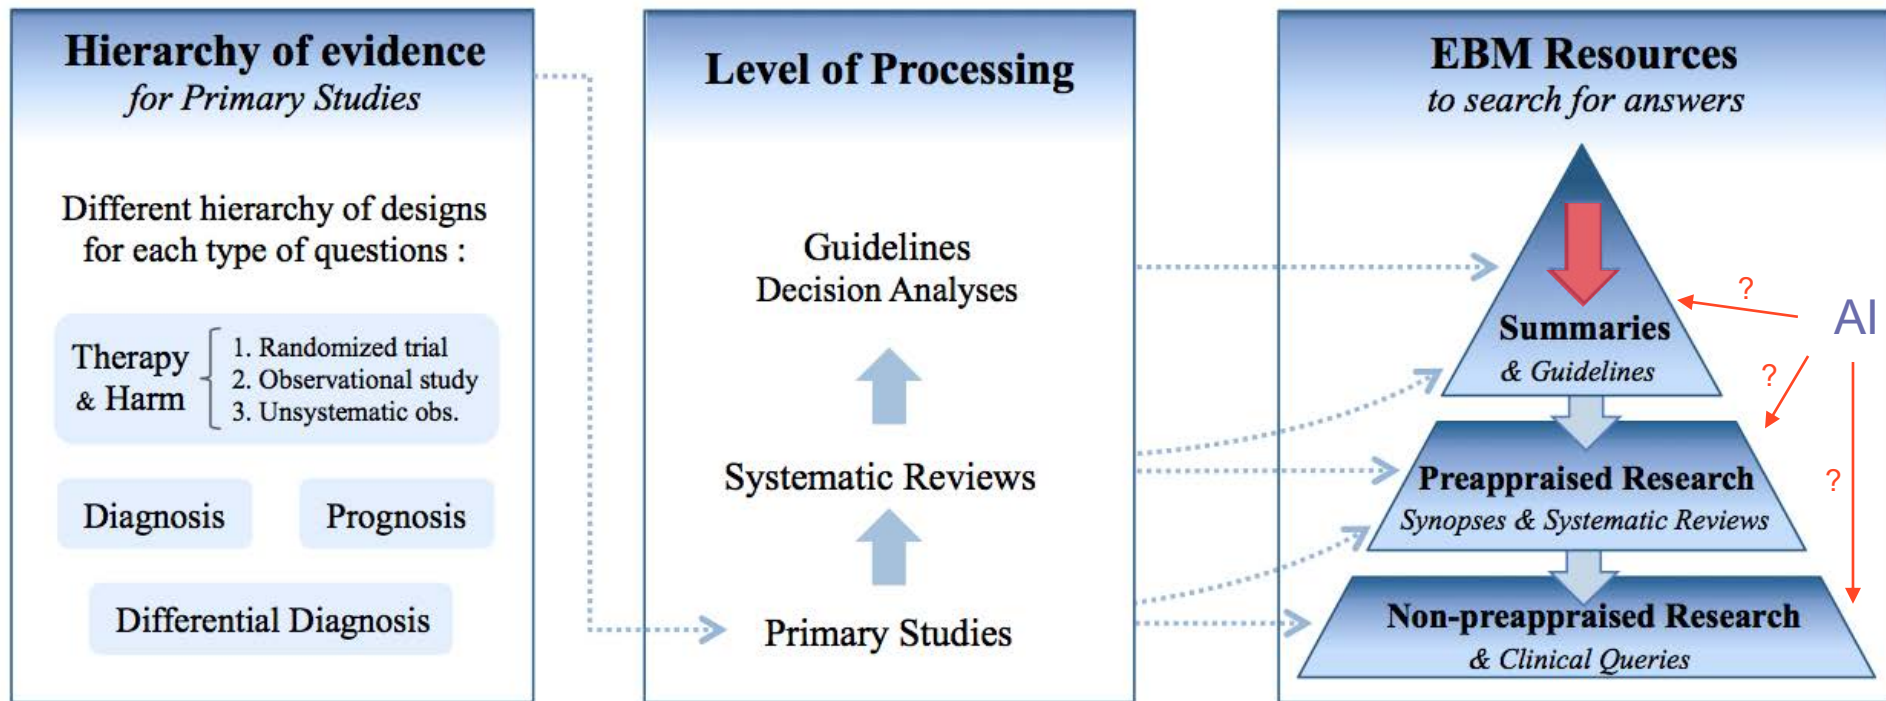 Hierarchy of evidence
for Primary Studies
Different hierarchy of designs
for each type of questions :
Therapy
& Harm
1. Randomized trial
2. Observational study
3. Unsystematic obs.
Diagnosis
Prognosis
Differential Diagnosis
Level of Processing
Guidelines
Decision Analyses
Systematic Reviews
Primary Studies
EBM Resources
to search for answers
Summaries
& Guidelines
Preappraised Research
Synopses & Systematic Reviews
Non-preappraised Research
& Clinical Queries
?
AI
?
?